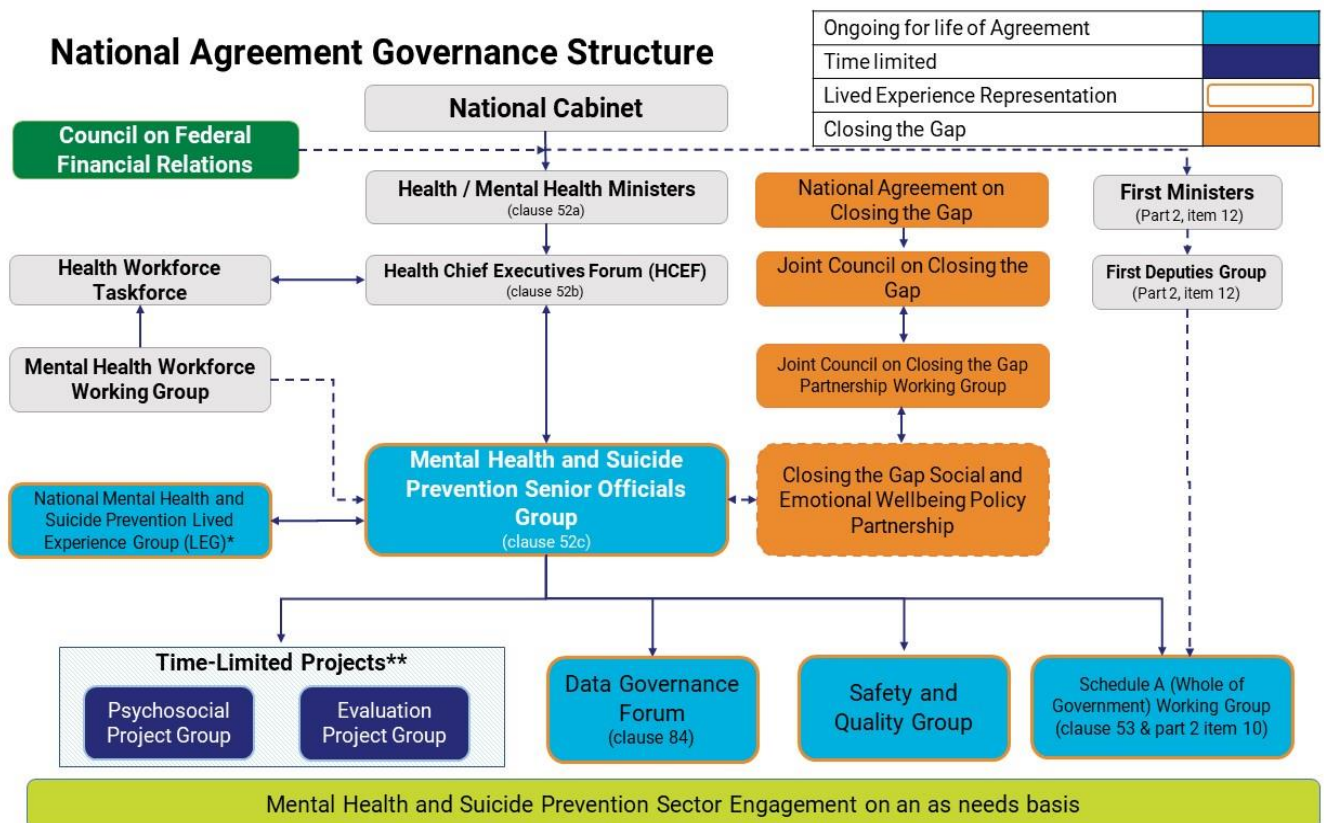 National Agreement Governance Structure
Ongoing for life of Agreement
Time limited
Lived Experience Representation
Closing the Gap
National Cabinet
Council on Federal
Financial Relations
Health / Mental Health Ministers
(clause 52a)
National Agreement on
Closing the Gap
First Ministers
(Part 2, item 12)
Health Workforce
Taskforce
Health Chief Executives Forum (HCEF)
(clause 52b)
Joint Council on Closing the
Gap
First Deputies Group
(Part 2, item 12)
Mental Health Workforce
Working Group
Joint Council on Closing the Gap
Partnership Working Group
National Mental Health and
Suicide Prevention Lived
Experience Group (LEG)*
Mental Health and Suicide
Prevention Senior Officials
Group
(clause 52c)
Closing the Gap Social and
Emotional Wellbeing Policy
Partnership
Time-Limited Projects**
Psychosocial
Project Group
Evaluation
Project Group
Data Governance
Forum
(clause 84)
Safety and
Quality Group
Schedule A (Whole of
Government) Working Group
(clause 53 & part 2 item 10)
Mental Health and Suicide Prevention Sector Engagement on an as needs basis